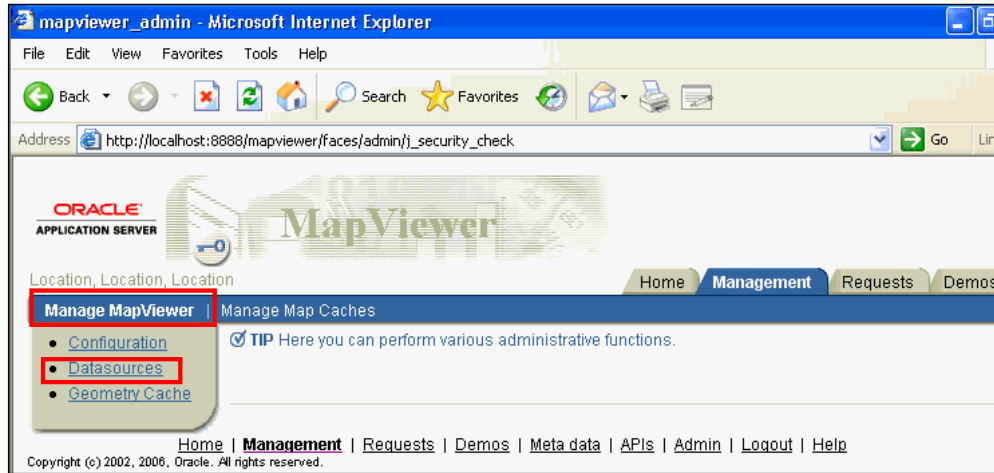 mapviewer_admin - Microsoft Internet Explorer
File Edit View Favorites Tools Help
Back Search Favorites
Address http://localhost:8888/mapviewer/faces/admin/j_security_check Go
ORACLE
APPLICATION SERVER
MapViewer
Location, Location, Location
Home Management Requests Demos
Manage MapViewer | Manage Map Caches
Configuration
Datasources
Geometry Cache
TIP Here you can perform various administrative functions.
Home | Management | Requests | Demos | Meta data | APIs | Admin | Logout | Help
Copyright (c) 2002, 2006, Oracle. All rights reserved.